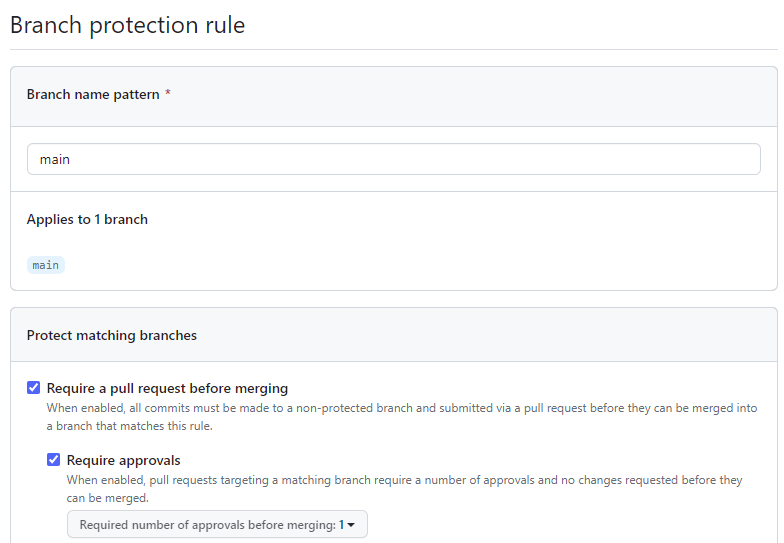 Branch protection rule
Branch name pattern *
main
Applies to 1 branch
main
Protect matching branches
Require a pull request before merging
When enabled, all commits must be made to a non-protected branch and submitted via a pull request before they can be merged into
a branch that matches this rule.
Require approvals
When enabled, pull requests targeting a matching branch require a number of approvals and no changes requested before they
can be merged.
Required number of approvals before merging: 1